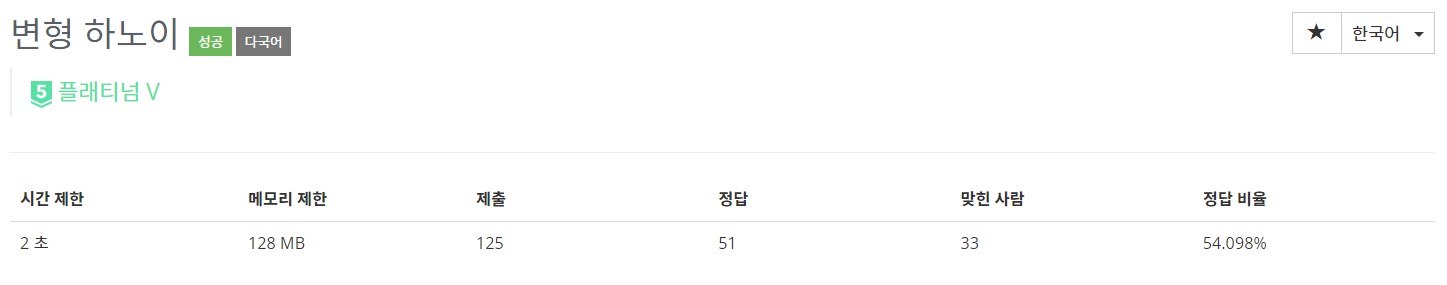 변형 하노이 성공 다국어
★ 한국어
5 플래티넘 V
시간 제한 메모리 제한 제출 정답 맞힌 사람 정답 비율
2 초 128 MB 125 51 33 54.098%